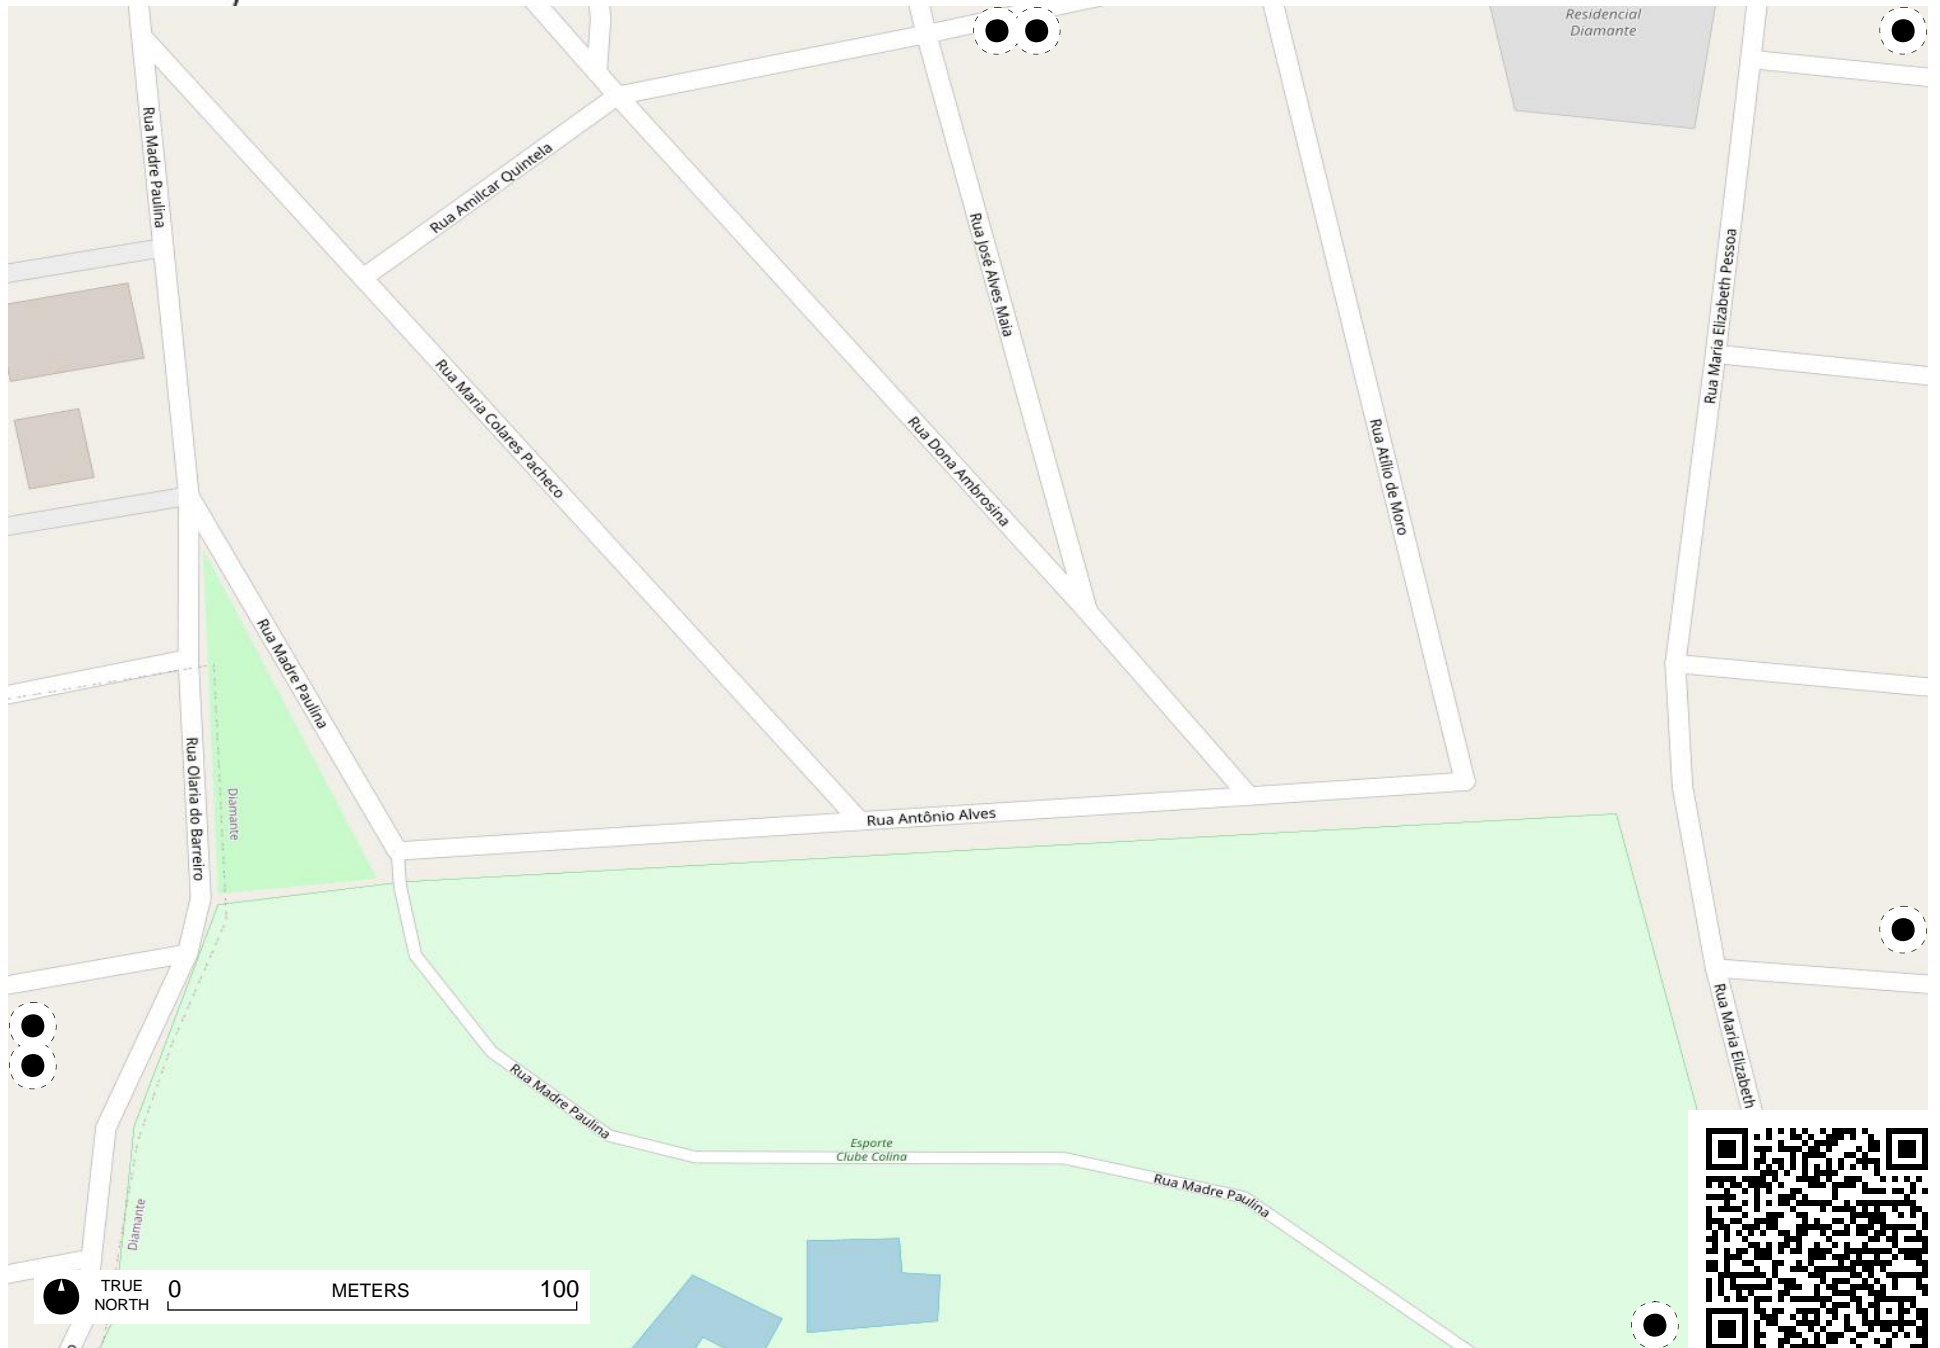 Residencial
Diamante
Rua Madre Paulina
Rua Amilcar Quintela
Rua José Alves Maia
Rua Maria Elizabeth Pessoa
Rua Maria Colares Pacheco
Rua Dona Ambrosina
Rua Atílio de Moro
Rua Madre Paulina
Rua Olaria do Barreiro
Diamante
Rua Antônio Alves
Rua Maria Elizabeth
Rua Madre Paulina
Esporte
Clube Colina
Rua Madre Paulina
Diamante
TRUE
NORTH
0 METERS 100